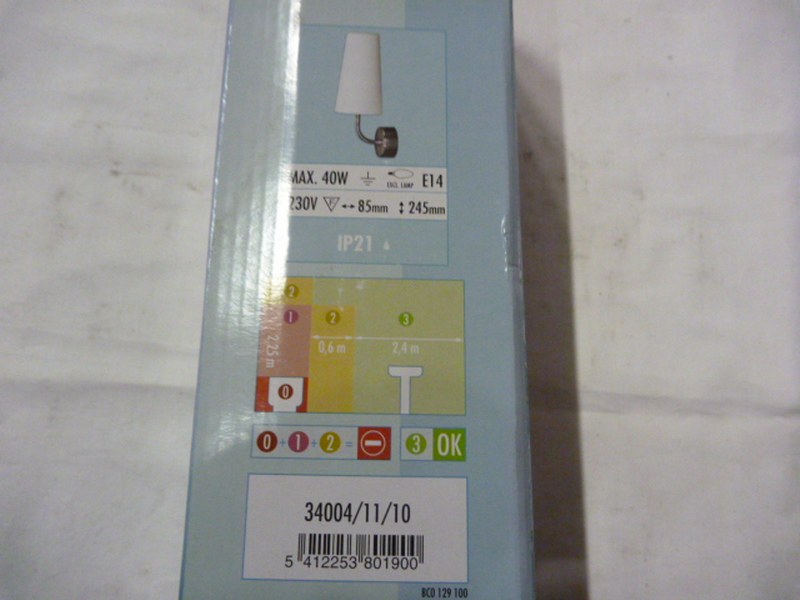 MAX. 40W EXCL. LAMP E14
230V F ↔ 85mm ↕ 245mm
IP21
2
1 2 3
2,25 m
0,6 m 2,4 m
0
0 + 1 + 2 = 3 OK
34004/11/10
5 412253 801900
BCD 129 100